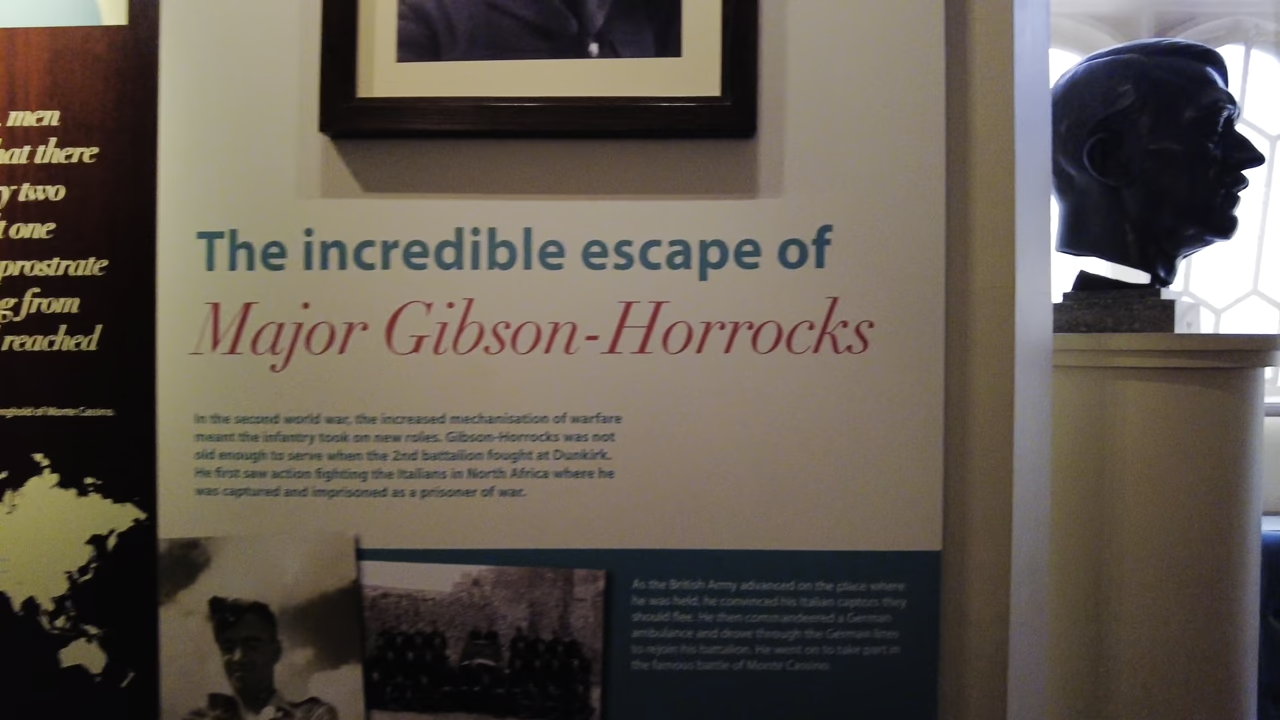 men
hat there
y two
t one
prostrate
g from
reached
nghold of Monte Cassino.
The incredible escape of
Major Gibson-Horrocks
In the second world war, the increased mechanisation of warfare
meant the infantry took on new roles. Gibson-Horrocks was not
old enough to serve when the 2nd battalion fought at Dunkirk.
He first saw action fighting the Italians in North Africa where he
was captured and imprisoned as a prisoner of war.
As the British Army advanced on the place where
he was held, he convinced his Italian captors they
should flee. He then commandeered a German
ambulance and drove through the German lines
to rejoin his battalion. He went on to take part in
the famous battle of Monte Cassino.